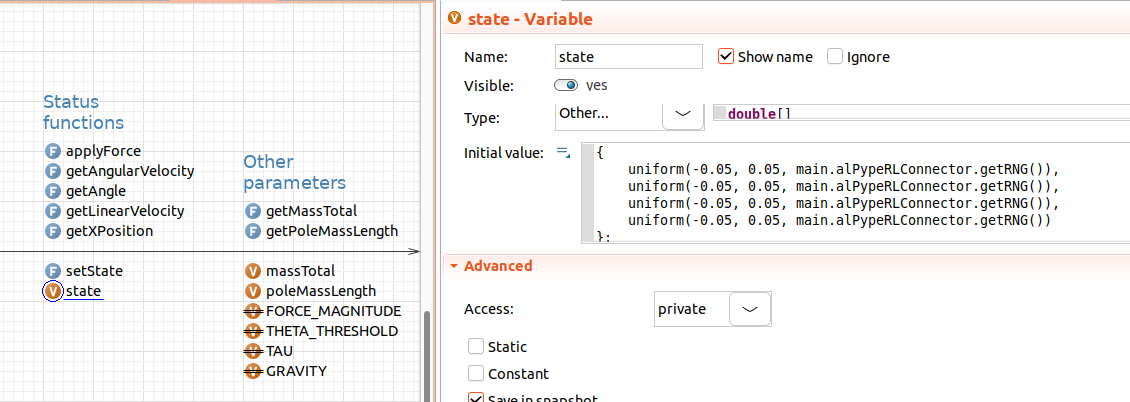 Status
functions
applyForce
getAngularVelocity
getAngle
getLinearVelocity
getXPosition
setState
state
Other
parameters
getMassTotal
getPoleMassLength
massTotal
poleMassLength
FORCE_MAGNITUDE
THETA_THRESHOLD
TAU
GRAVITY
state - Variable
Name: state Show name Ignore
Visible: yes
Type: Other... double[]
Initial value: {
uniform(-0.05, 0.05, main.alPypeRLConnector.getRNG()),
uniform(-0.05, 0.05, main.alPypeRLConnector.getRNG()),
uniform(-0.05, 0.05, main.alPypeRLConnector.getRNG()),
uniform(-0.05, 0.05, main.alPypeRLConnector.getRNG())
};
Advanced
Access: private
Static
Constant
Save in snapshot